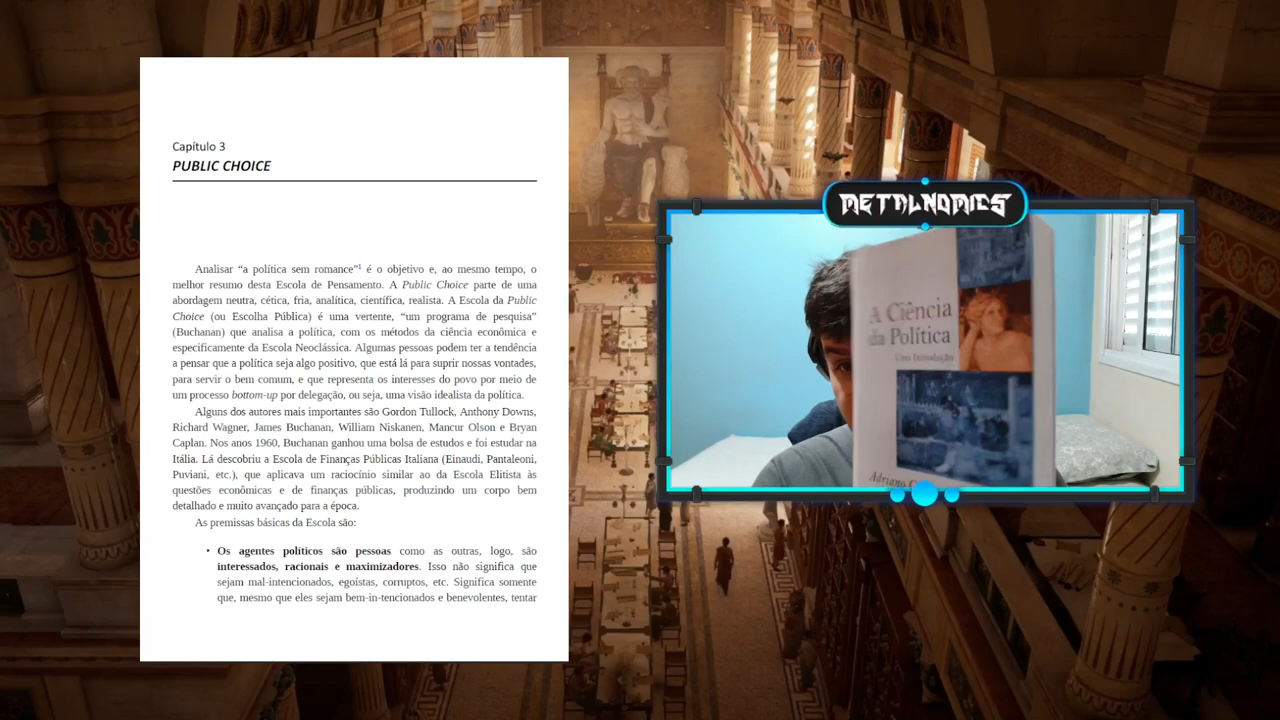 Capítulo 3
PUBLIC CHOICE
Analisar “a política sem romance”1 é o objetivo e, ao mesmo tempo, o
melhor resumo desta Escola de Pensamento. A Public Choice parte de uma
abordagem neutra, cética, fria, analítica, científica, realista. A Escola da Public
Choice (ou Escolha Pública) é uma vertente, “um programa de pesquisa”
(Buchanan) que analisa a política, com os métodos da ciência econômica e
especificamente da Escola Neoclássica. Algumas pessoas podem ter a tendência
a pensar que a política seja algo positivo, que está lá para suprir nossas vontades,
para servir o bem comum, e que representa os interesses do povo por meio de
um processo bottom-up por delegação, ou seja, uma visão idealista da política.
Alguns dos autores mais importantes são Gordon Tullock, Anthony Downs,
Richard Wagner, James Buchanan, William Niskanen, Mancur Olson e Bryan
Caplan. Nos anos 1960, Buchanan ganhou uma bolsa de estudos e foi estudar na
Itália. Lá descobriu a Escola de Finanças Públicas Italiana (Einaudi, Pantaleoni,
Puviani, etc.), que aplicava um raciocínio similar ao da Escola Elitista às
questões econômicas e de finanças públicas, produzindo um corpo bem
detalhado e muito avançado para a época.
As premissas básicas da Escola são:
• Os agentes políticos são pessoas como as outras, logo, são
interessados, racionais e maximizadores. Isso não significa que
sejam mal-intencionados, egoístas, corruptos, etc. Significa somente
que, mesmo que eles sejam bem-in-tencionados e benevolentes, tentar
METALNOMICS
A Ciência
da Política
Uma Introdução
Adriano